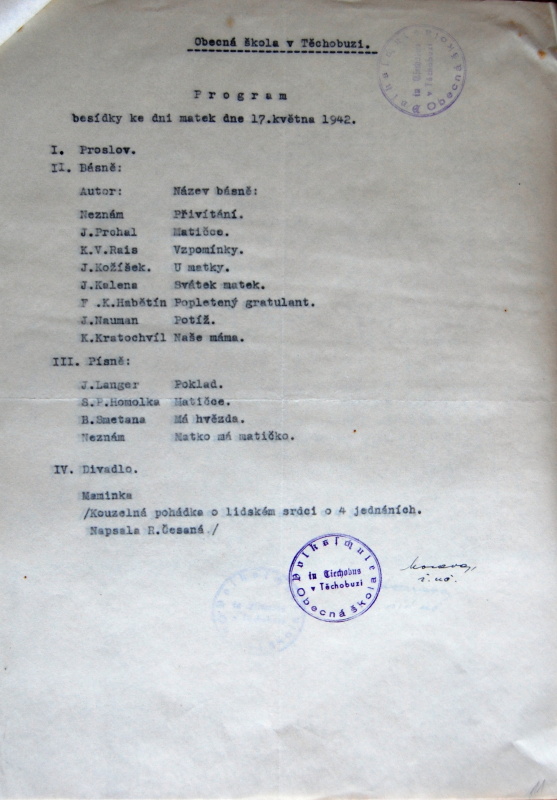 Obecná škola v Těchobuzi.
Program
besídky ke dni matek dne 17.května 1942.
I. Proslov.
II. Básně:
Autor: Název básně:
Neznám Přivítání.
J.Prohal Matičce.
K.V.Rais Vzpomínky.
J.Kožíšek. U matky.
J.Kalena Svátek matek.
F .K.Habětín Popletený gratulant.
J.Nauman Potíž.
K.Kratochvíl Naše máma.
III. Písně:
J.Langer Poklad.
S.P.Homolka Matičce.
B.Smetana Má hvězda.
Neznám Matko má matičko.
IV. Divadlo.
Maminka
/Kouzelná pohádka o lidském srdci o 4 jednáních.
Napsala R.Česaná /
Volksschule
in Tiechobus
v Těchobuzi
Obecná škola